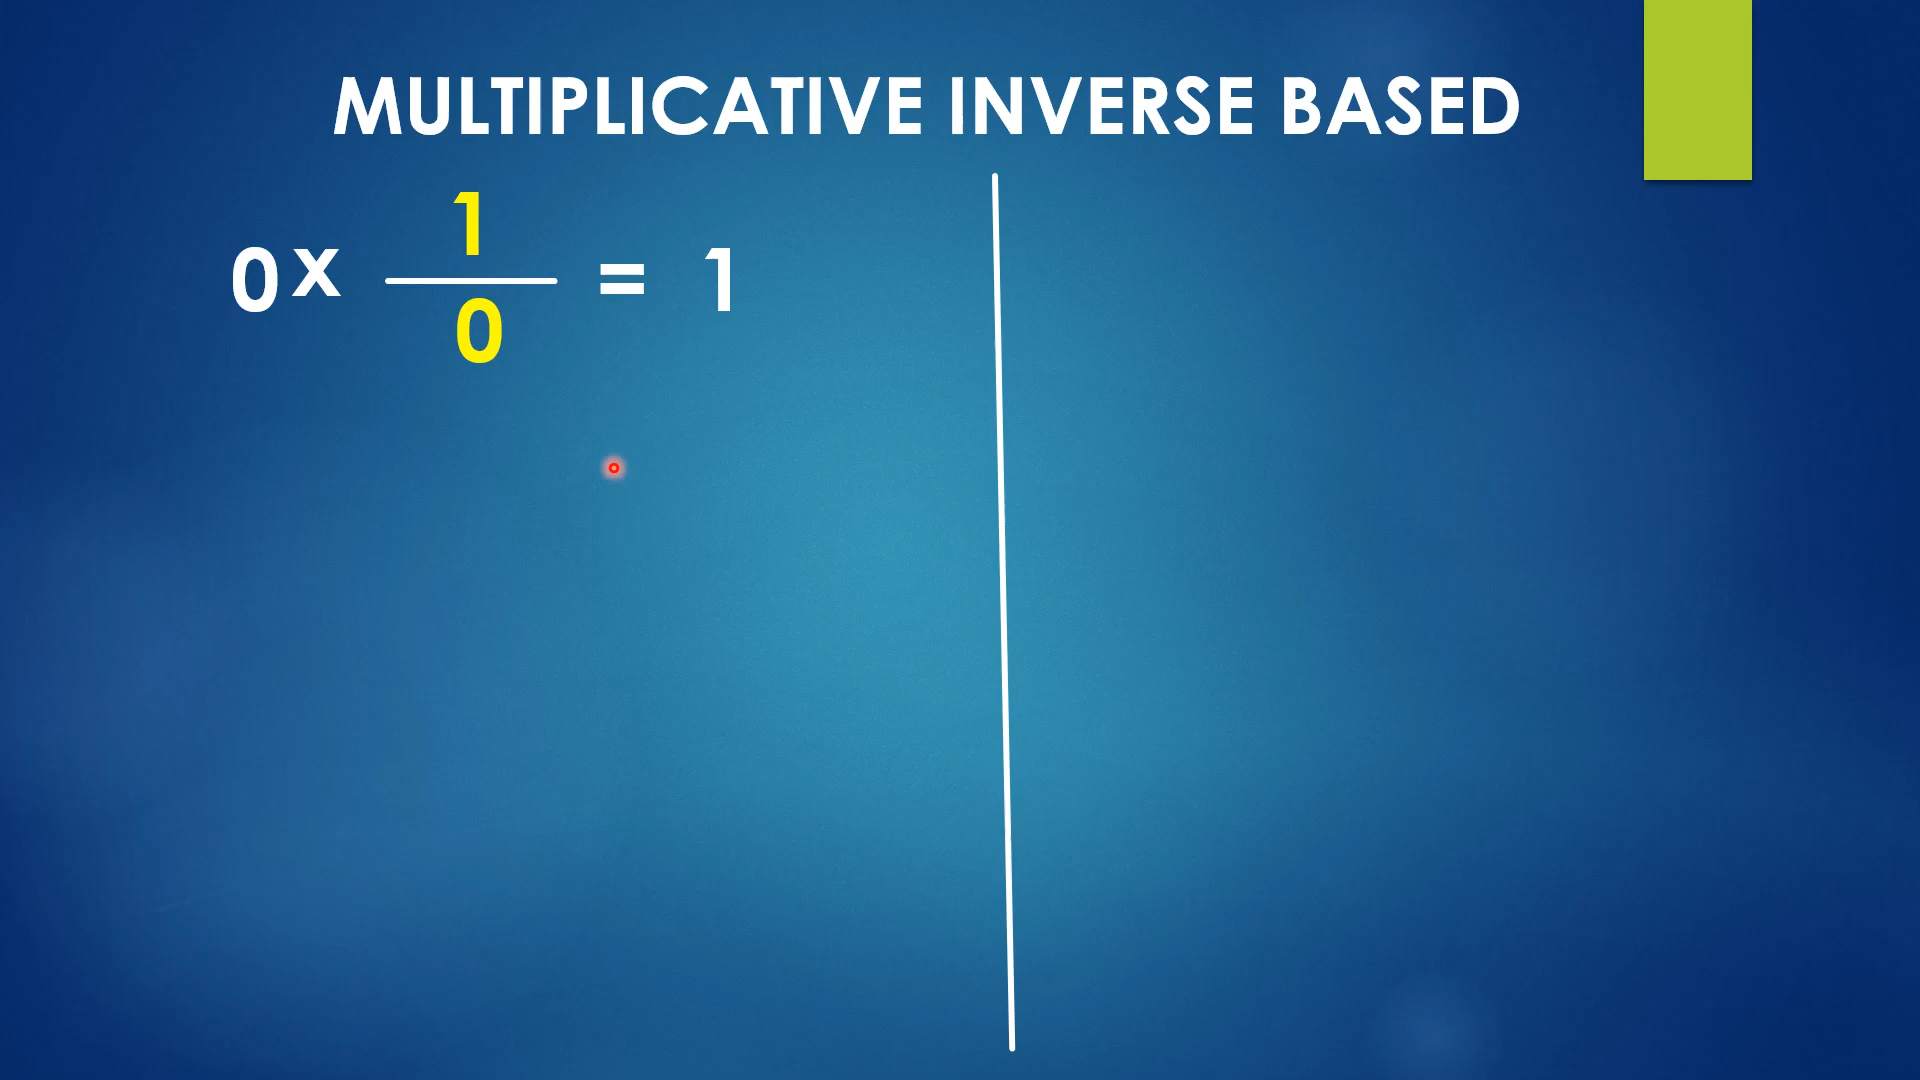 MULTIPLICATIVE INVERSE BASED
0 x 1/0 = 1